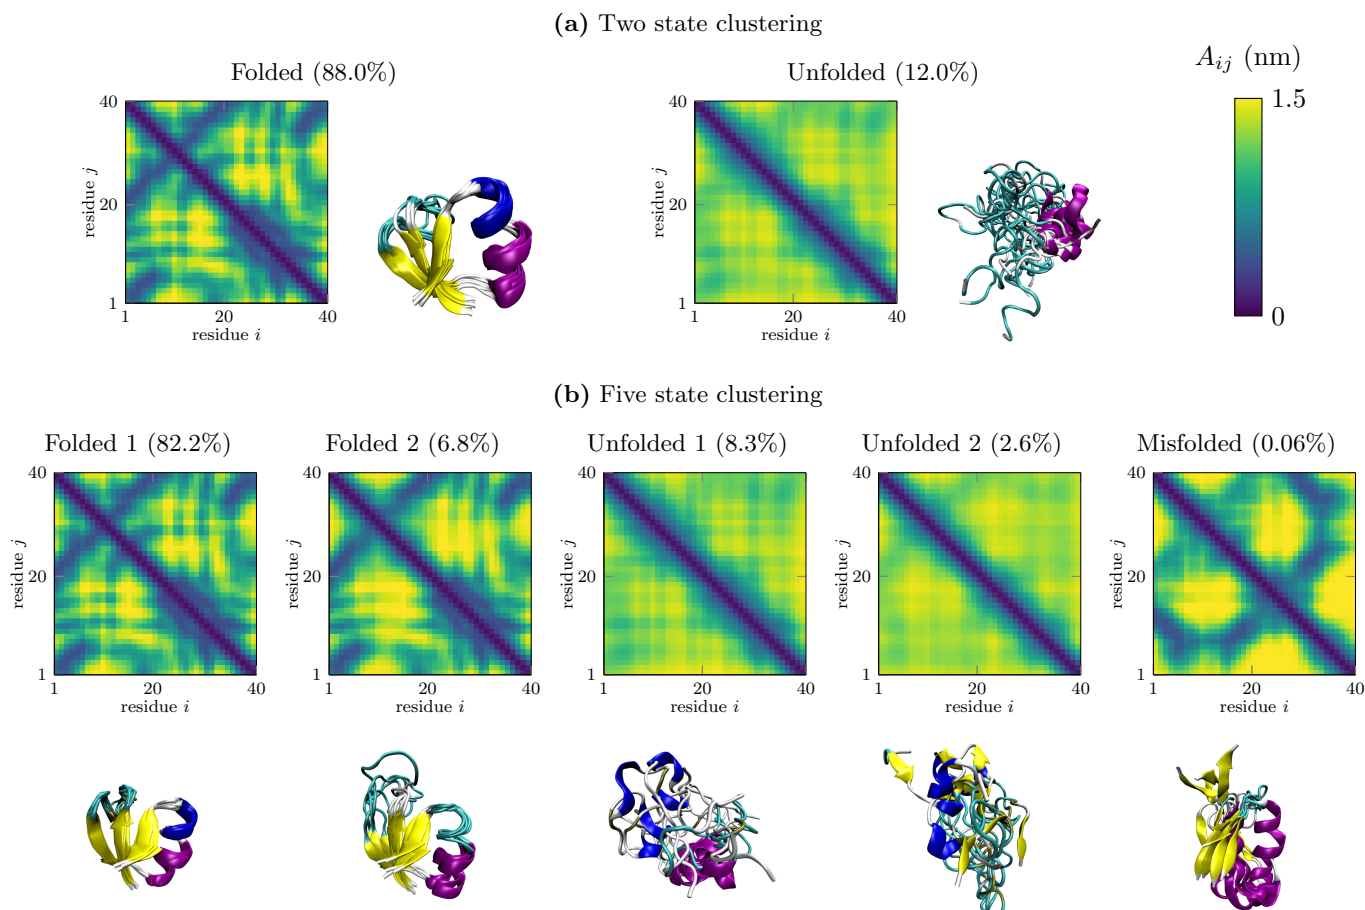 (a) Two state clustering
Folded (88.0%)
Unfolded (12.0%)
A_{ij} (nm)
40
20
1
residue j
1 20 40
residue i
40
20
1
residue j
1 20 40
residue i
1.5
0
(b) Five state clustering
Folded 1 (82.2%)
Folded 2 (6.8%)
Unfolded 1 (8.3%)
Unfolded 2 (2.6%)
Misfolded (0.06%)
40
20
1
residue j
1 20 40
residue i
40
20
1
residue j
1 20 40
residue i
40
20
1
residue j
1 20 40
residue i
40
20
1
residue j
1 20 40
residue i
40
20
1
residue j
1 20 40
residue i